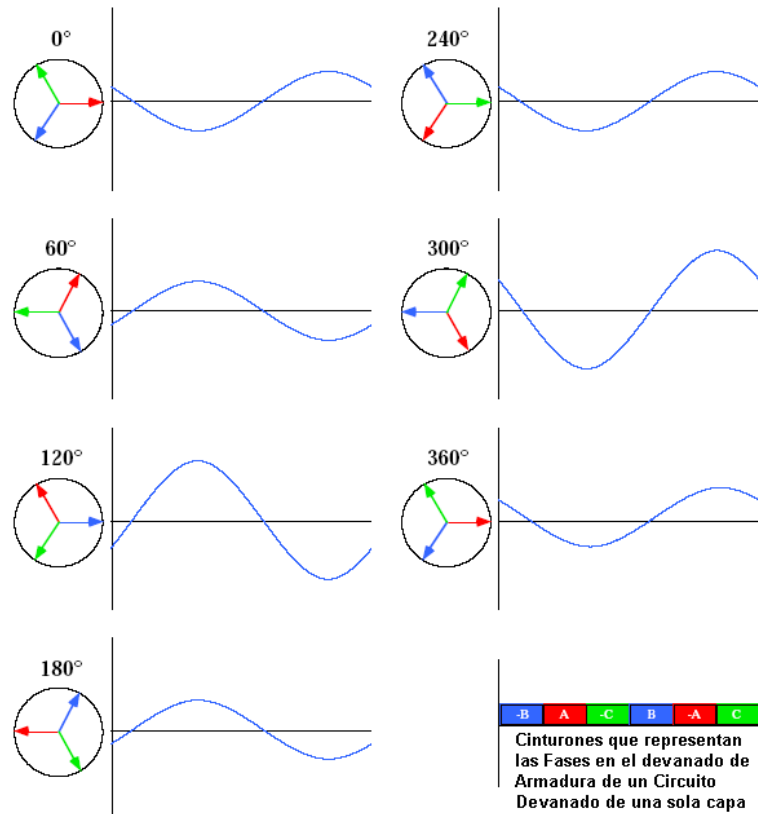 0°
240°
60°
300°
120°
360°
180°
-B A -C B -A C
Cinturones que representan
las Fases en el devanado de
Armadura de un Circuito
Devanado de una sola capa